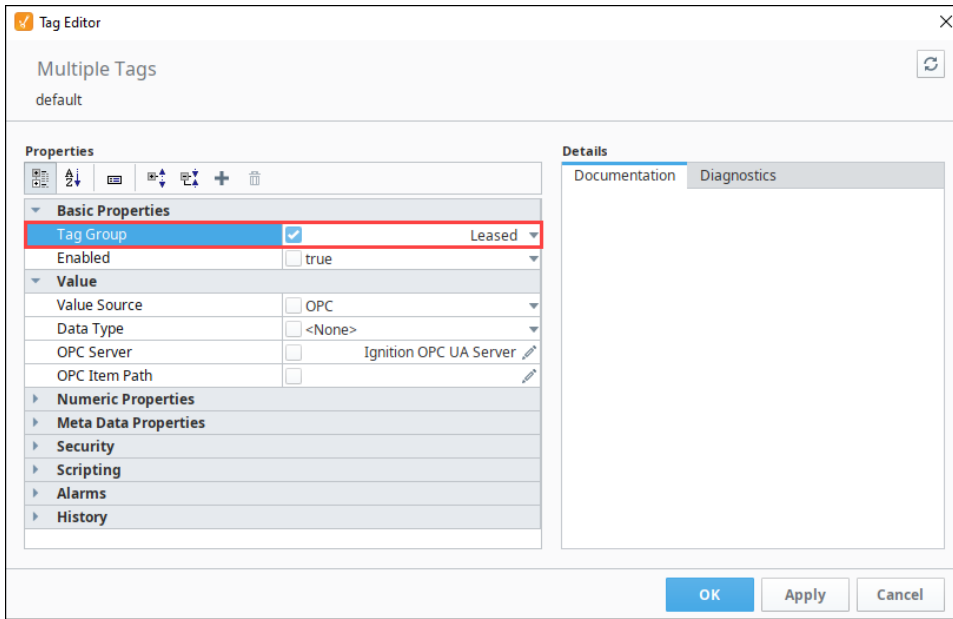 Tag Editor
Multiple Tags
default
Properties
Details
Documentation Diagnostics
Basic Properties
Tag Group Leased
Enabled true
Value
Value Source OPC
Data Type <None>
OPC Server Ignition OPC UA Server
OPC Item Path
Numeric Properties
Meta Data Properties
Security
Scripting
Alarms
History
OK Apply Cancel